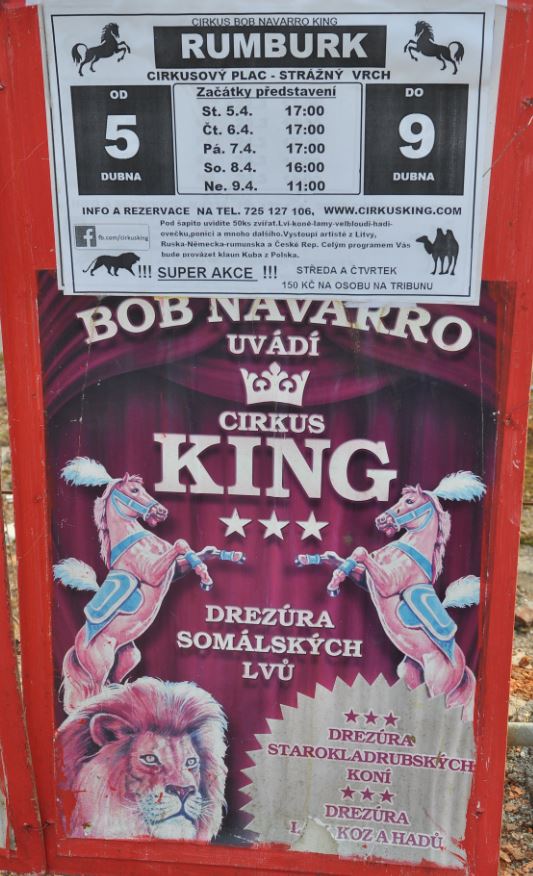 CIRKUS BOB NAVARRO KING
RUMBURK
CIRKUSOVÝ PLAC - STRÁŽNÝ VRCH
OD
5
DUBNA
Začátky představení
St. 5.4. 17:00
Čt. 6.4. 17:00
Pá. 7.4. 17:00
So. 8.4. 16:00
Ne. 9.4. 11:00
DO
9
DUBNA
INFO A REZERVACE NA TEL. 725 127 106, WWW.CIRKUSKING.COM
fb.com/cirkusking
Pod šapito uvidíte 50ks zvířat.Lvi-koně-lamy-velbloudi-hadi-
ovečku,poníci a mnoho dalšího.Vystoupí artisté z Litvy,
Ruska-Německa-rumunska a České Rep. Celým programem Vás
bude provázet klaun Kuba z Polska.
!!! SUPER AKCE !!!
STŘEDA A ČTVRTEK
150 KČ NA OSOBU NA TRIBUNU
BOB NAVARRO
UVÁDÍ
CIRKUS
KING
DREZÚRA
SOMÁLSKÝCH
LVŮ
DREZÚRA
STAROKLADRUBSKÝCH
KONÍ
DREZÚRA
KOZ A HADŮ